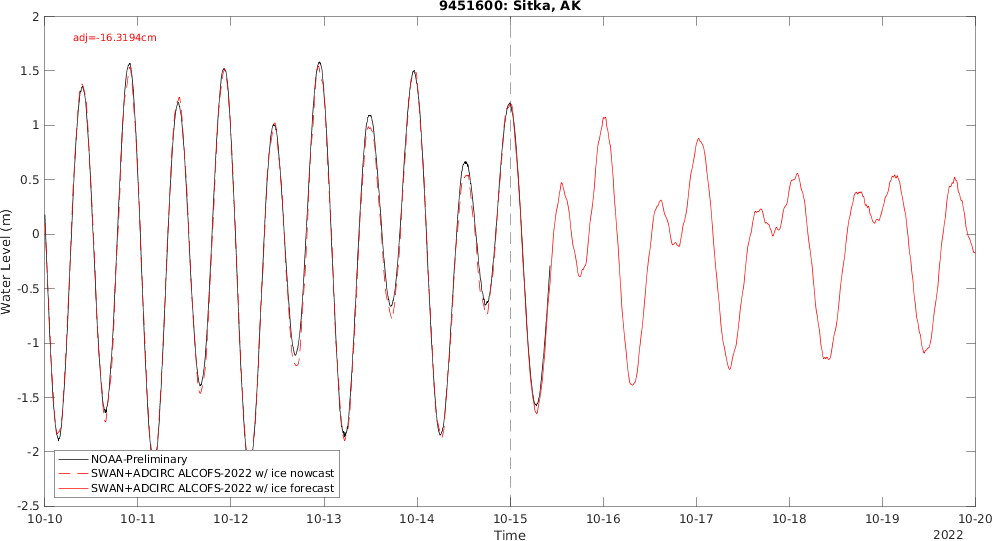 9451600: Sitka, AK
adj=-16.3194cm
2
1.5
1
0.5
0
-0.5
-1
-1.5
-2
-2.5
Water Level (m)
NOAA-Preliminary
SWAN+ADCIRC ALCOFS-2022 w/ ice nowcast
SWAN+ADCIRC ALCOFS-2022 w/ ice forecast
10-10 10-11 10-12 10-13 10-14 10-15 10-16 10-17 10-18 10-19 10-20
Time
2022